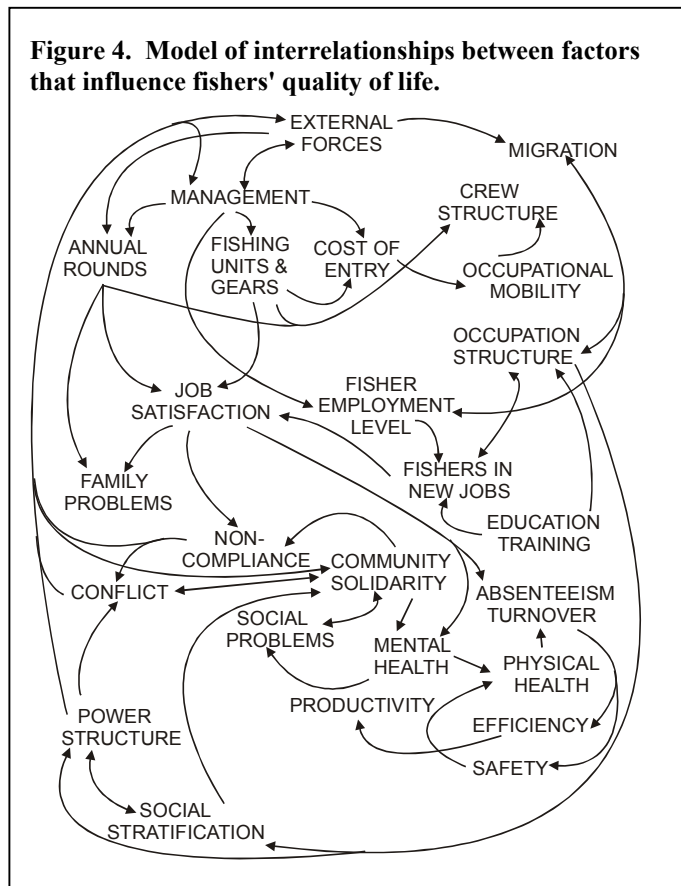 Figure 4.  Model of interrelationships between factors
that influence fishers' quality of life.
EXTERNAL
FORCES
MIGRATION
MANAGEMENT
CREW
STRUCTURE
ANNUAL
ROUNDS
FISHING
UNITS &
GEARS
COST OF
ENTRY
OCCUPATIONAL
MOBILITY
OCCUPATION
STRUCTURE
JOB
SATISFACTION
FISHER
EMPLOYMENT
LEVEL
FAMILY
PROBLEMS
FISHERS IN
NEW JOBS
EDUCATION
TRAINING
NON-
COMPLIANCE
COMMUNITY
SOLIDARITY
CONFLICT
ABSENTEEISM
TURNOVER
SOCIAL
PROBLEMS
MENTAL
HEALTH
PHYSICAL
HEALTH
PRODUCTIVITY
POWER
STRUCTURE
EFFICIENCY
SAFETY
SOCIAL
STRATIFICATION